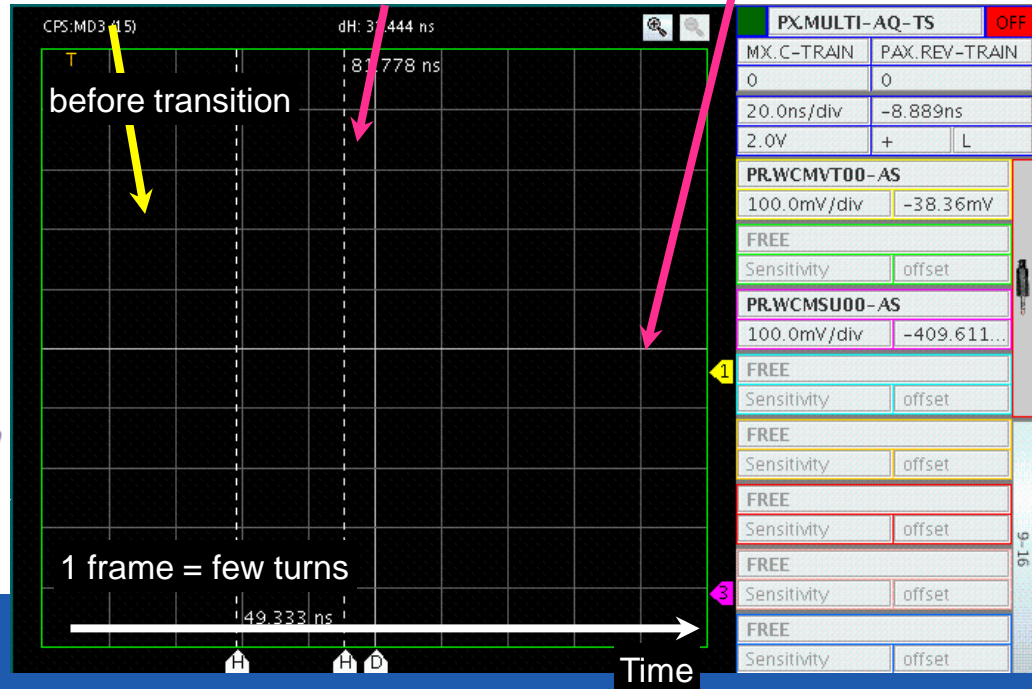 CPS:MD3 (15)
dH: 32.444 ns
81.778 ns
T
before transition
1 frame = few turns
49.333 ns
H
H
D
Time
1
3
PX.MULTI-AQ-TS
OFF
MX.C-TRAIN
PAX.REV-TRAIN
0
0
20.0ns/div
-8.889ns
2.0V
+
L
PR.WCMVT00-AS
100.0mV/div
-38.36mV
FREE
Sensitivity
offset
PR.WCMSU00-AS
100.0mV/div
-409.611...
FREE
Sensitivity
offset
FREE
Sensitivity
offset
FREE
Sensitivity
offset
FREE
Sensitivity
offset
FREE
Sensitivity
offset
9-16